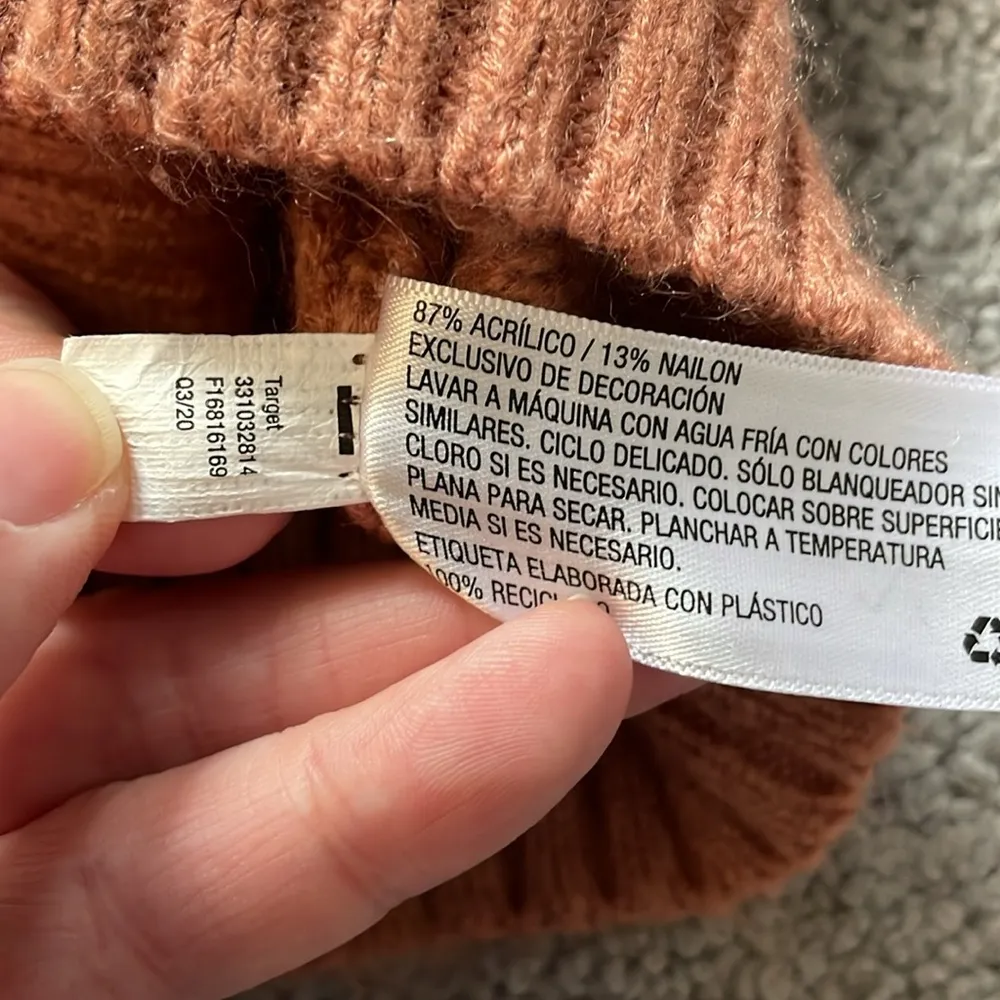 Target
331032814
F16816169
Q3/20
87% ACRÍLICO / 13% NAILON
EXCLUSIVO DE DECORACIÓN
LAVAR A MÁQUINA CON AGUA FRÍA CON COLORES
SIMILARES. CICLO DELICADO. SÓLO BLANQUEADOR SIN
CLORO SI ES NECESARIO. COLOCAR SOBRE SUPERFICIE
PLANA PARA SECAR. PLANCHAR A TEMPERATURA
MEDIA SI ES NECESARIO.
ETIQUETA ELABORADA CON PLÁSTICO
100%